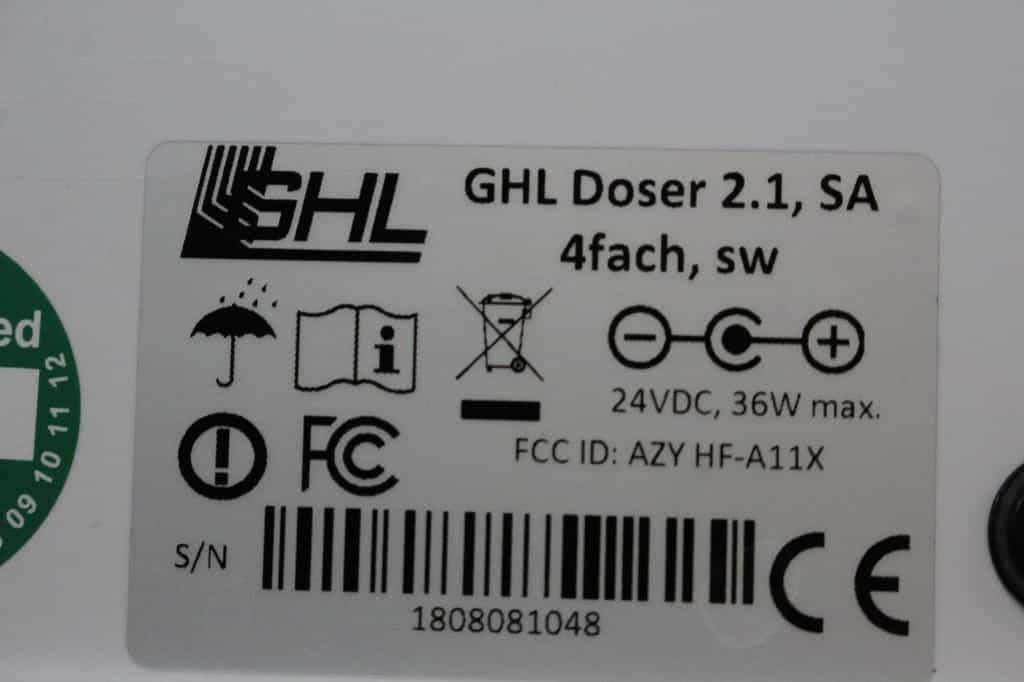 GHL
GHL Doser 2.1, SA
4fach, sw
i
24VDC, 36W max.
FCC ID: AZY HF-A11X
FC
S/N
1808081048
CE
ed
09 10 11 12